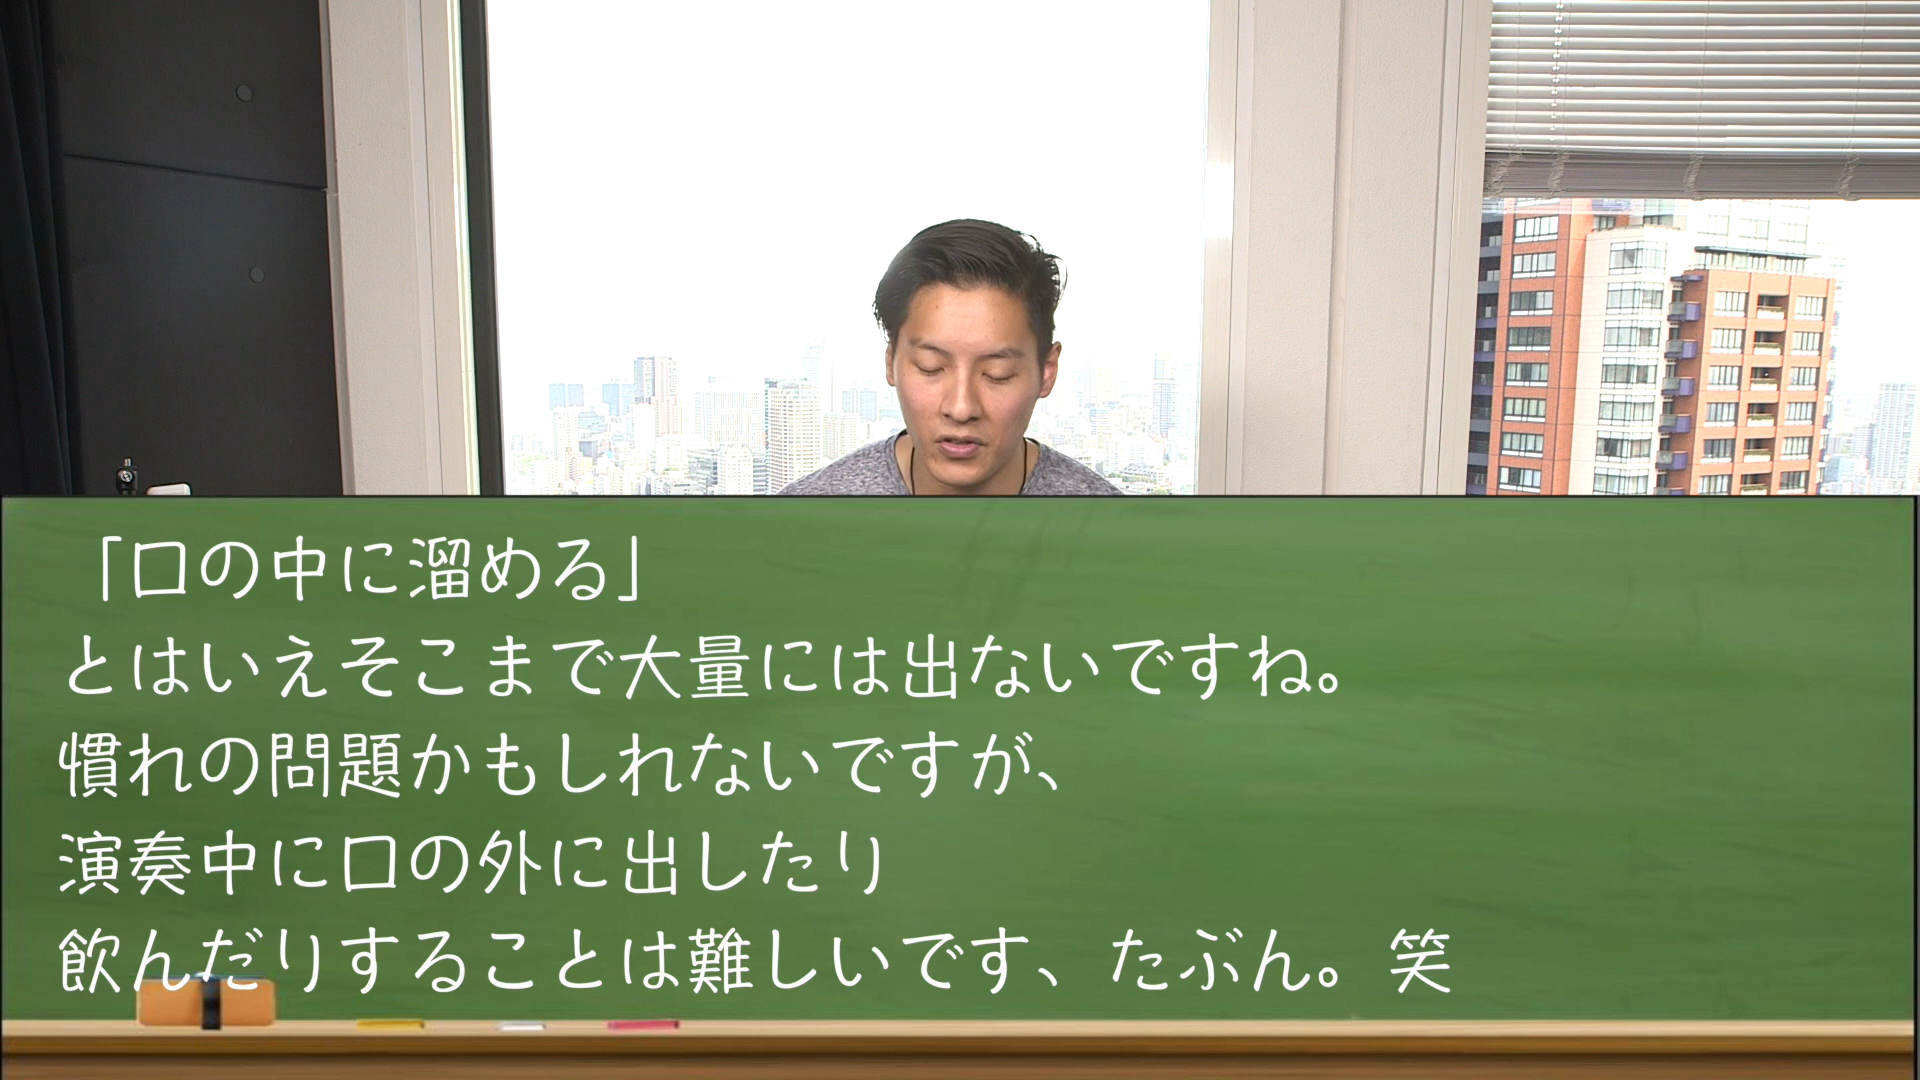 「口の中に溜める」
とはいえそこまで大量には出ないですね。
慣れの問題かもしれないですが、
演奏中に口の外に出したり
飲んだりすることは難しいです、たぶん。笑